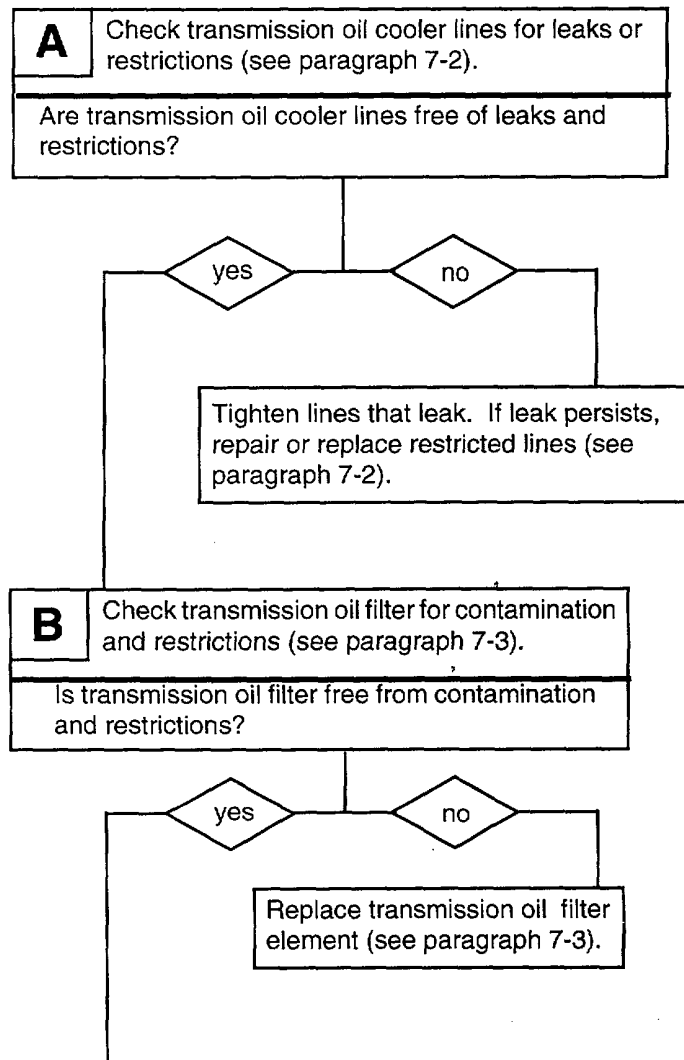 A
Check transmission oil cooler lines for leaks or
restrictions (see paragraph 7-2).
Are transmission oil cooler lines free of leaks and
restrictions?
yes
no
Tighten lines that leak. If leak persists,
repair or replace restricted lines (see
paragraph 7-2).
B
Check transmission oil filter for contamination
and restrictions (see paragraph 7-3).
Is transmission oil filter free from contamination
and restrictions?
yes
no
Replace transmission oil filter
element (see paragraph 7-3).